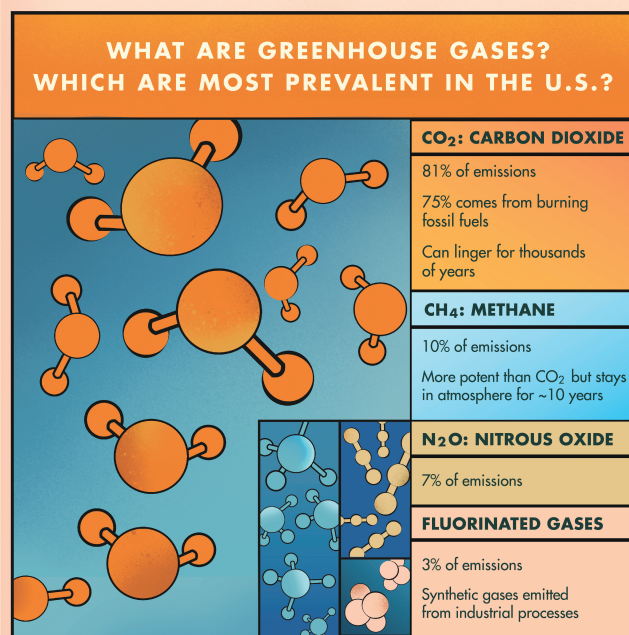 WHAT ARE GREENHOUSE GASES?
WHICH ARE MOST PREVALENT IN THE U.S.?
CO₂: CARBON DIOXIDE
81% of emissions
75% comes from burning
fossil fuels
Can linger for thousands
of years
CH₄: METHANE
10% of emissions
More potent than CO₂ but stays
in atmosphere for ~10 years
N₂O: NITROUS OXIDE
7% of emissions
FLUORINATED GASES
3% of emissions
Synthetic gases emitted
from industrial processes